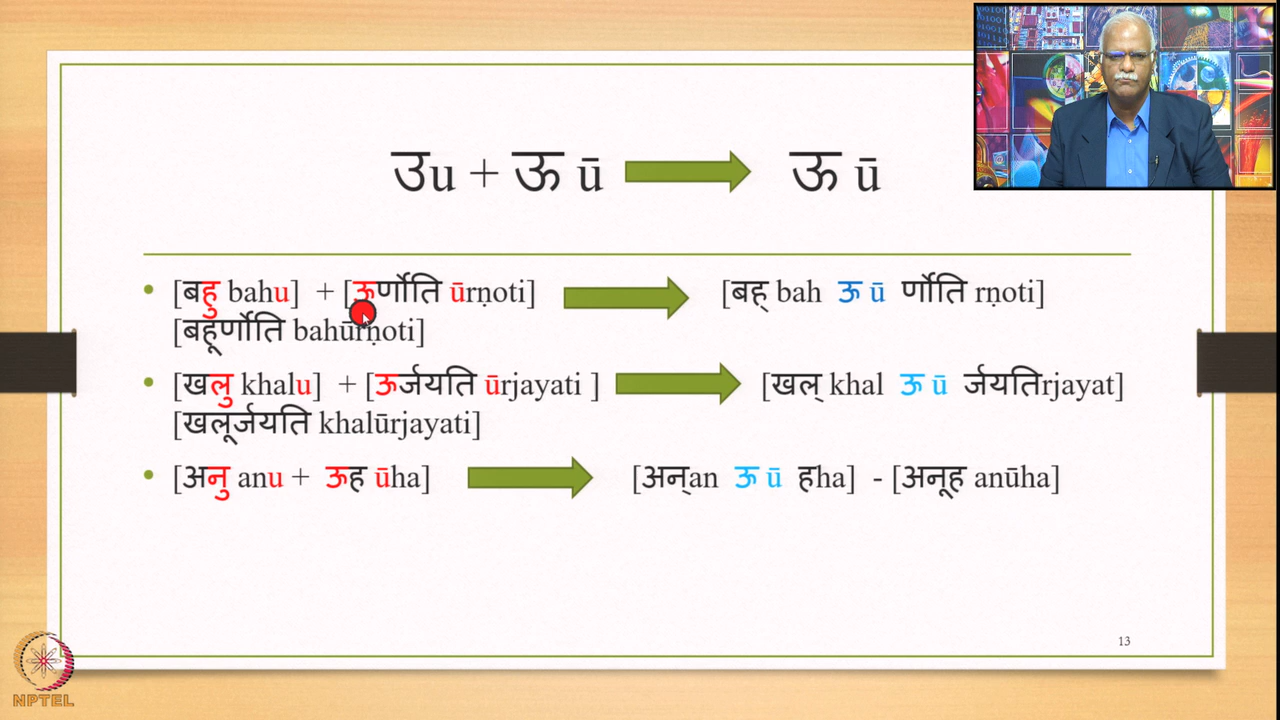 उu + ऊ ū ऊ ū
[बहु bahu] + [ऊर्णोति ūrṇoti] [बह् bah ऊ ū र्णोति rṇoti]
[बहूर्णोति bahūrṇoti]
[खलु khalu] + [ऊर्जयति ūrjayati ] [खल् khal ऊ ū र्जयतिrjayat]
[खलूर्जयति khalūrjayati]
[अनु anu + ऊह ūha] [अन्an ऊ ū हha] - [अनूह anūha]
13
NPTEL